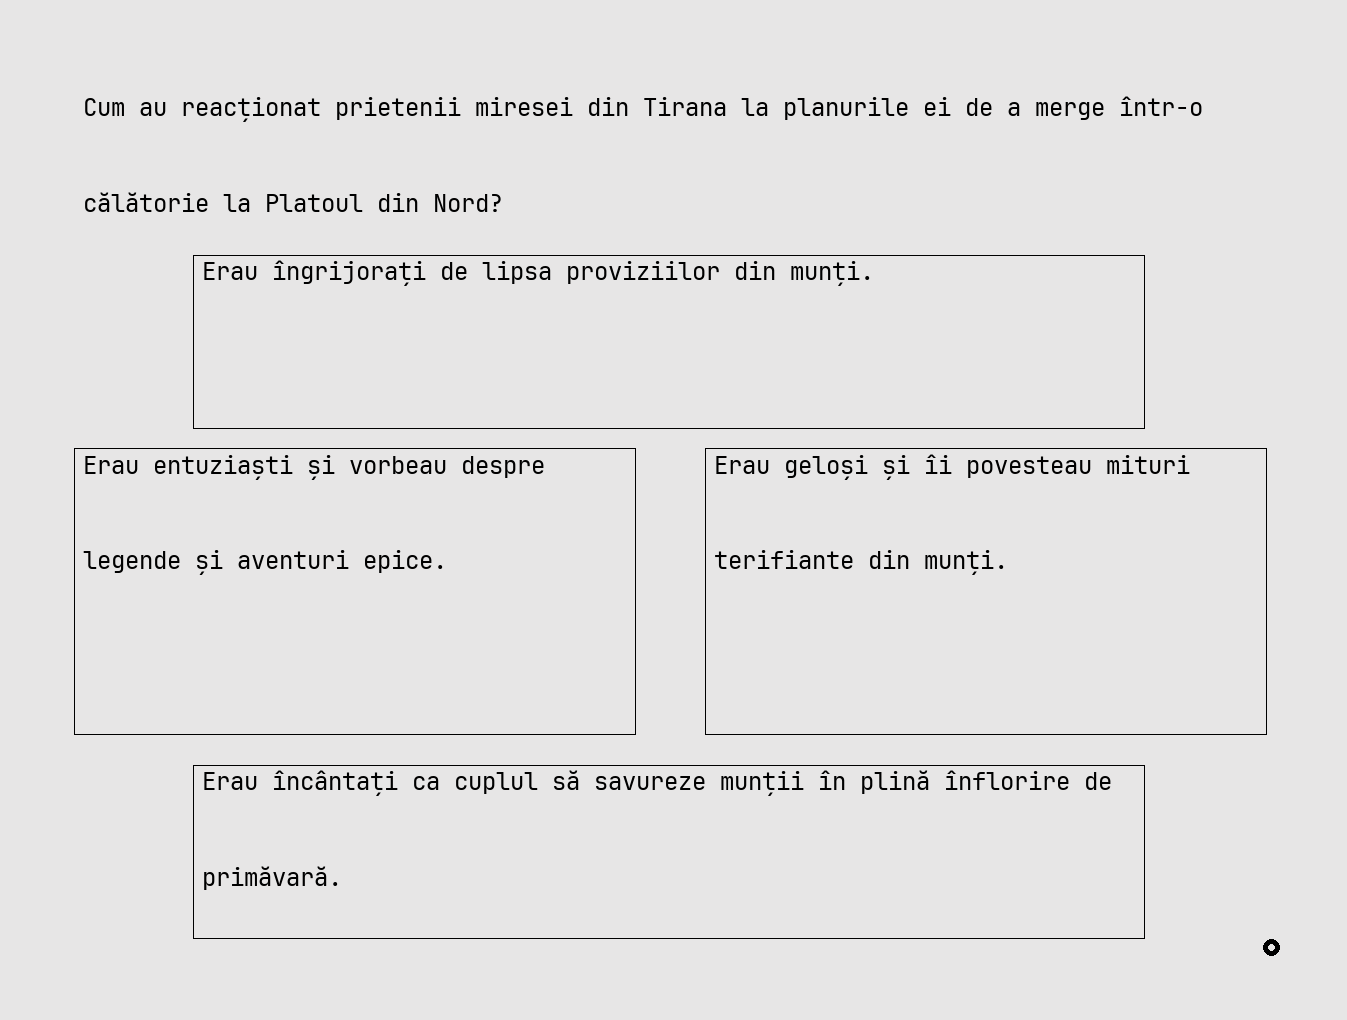 Cum au reacționat prietenii miresei din Tirana la planurile ei de a merge într-o
călătorie la Platoul din Nord?
Erau îngrijorați de lipsa proviziilor din munți.
Erau entuziaști și vorbeau despre
legende și aventuri epice.
Erau geloși și îi povesteau mituri
terifiante din munți.
Erau încântați ca cuplul să savureze munții în plină înflorire de
primăvară.